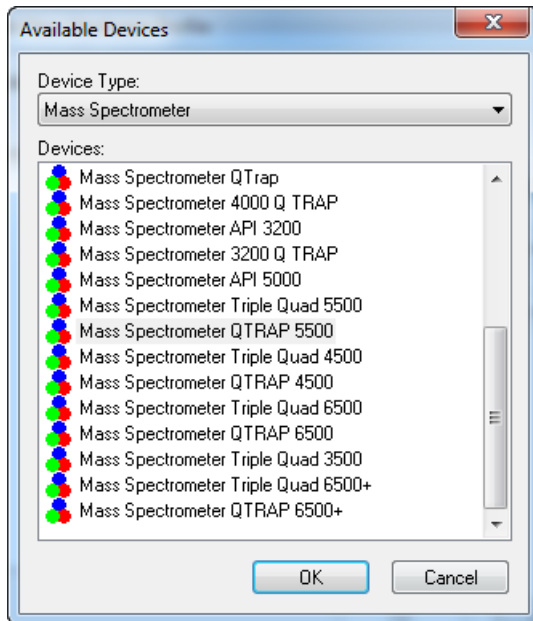 Available Devices
Device Type:
Mass Spectrometer
Devices:
Mass Spectrometer QTrap
Mass Spectrometer 4000 Q TRAP
Mass Spectrometer API 3200
Mass Spectrometer 3200 Q TRAP
Mass Spectrometer API 5000
Mass Spectrometer Triple Quad 5500
Mass Spectrometer QTRAP 5500
Mass Spectrometer Triple Quad 4500
Mass Spectrometer QTRAP 4500
Mass Spectrometer Triple Quad 6500
Mass Spectrometer QTRAP 6500
Mass Spectrometer Triple Quad 3500
Mass Spectrometer Triple Quad 6500+
Mass Spectrometer QTRAP 6500+
OK Cancel